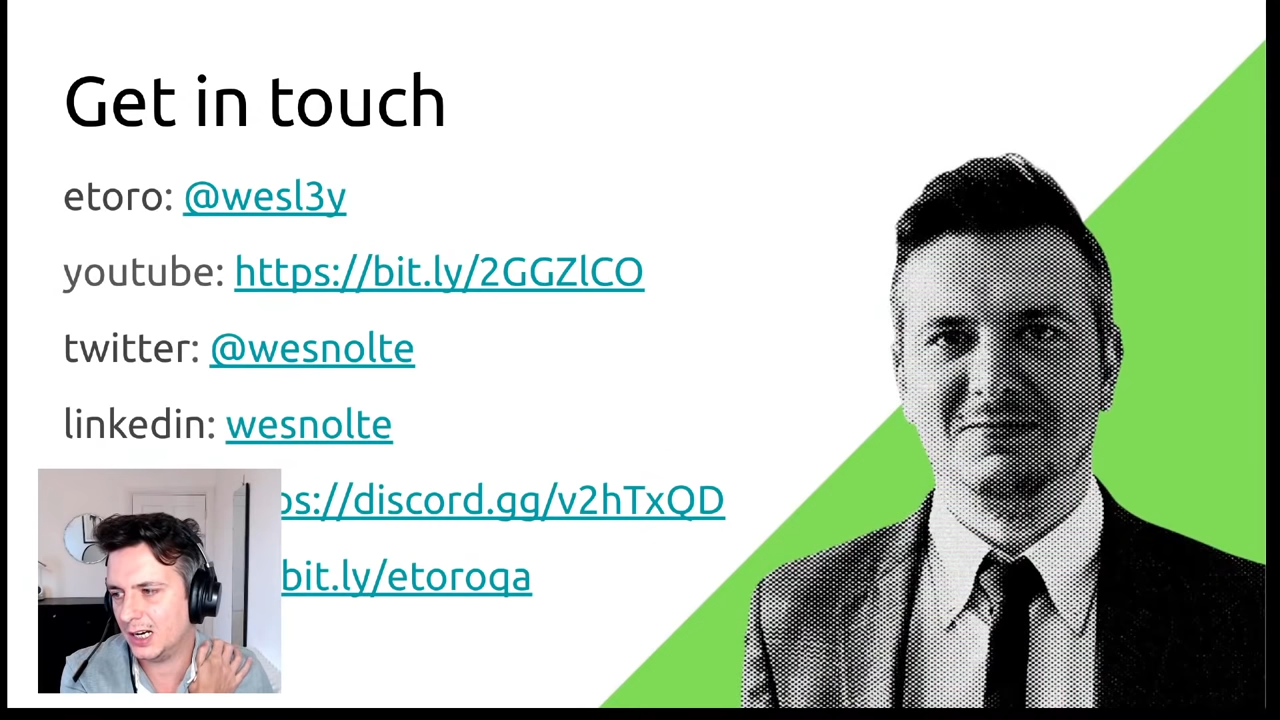 Get in touch
etoro: @wesl3y
youtube: https://bit.ly/2GGZlCO
twitter: @wesnolte
linkedin: wesnolte
ps://discord.gg/v2hTxQD
bit.ly/etoroqa